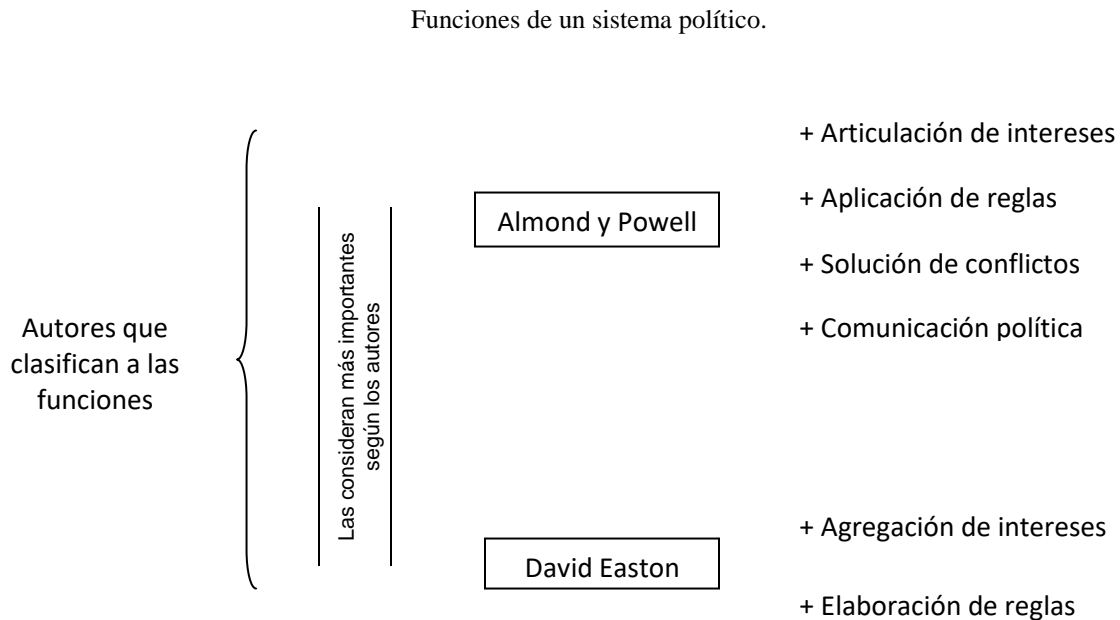 Funciones de un sistema político.
Autores que
clasifican a las
funciones
Las consideran más importantes
según los autores
Almond y Powell
+ Articulación de intereses
+ Aplicación de reglas
+ Solución de conflictos
+ Comunicación política
David Easton
+ Agregación de intereses
+ Elaboración de reglas